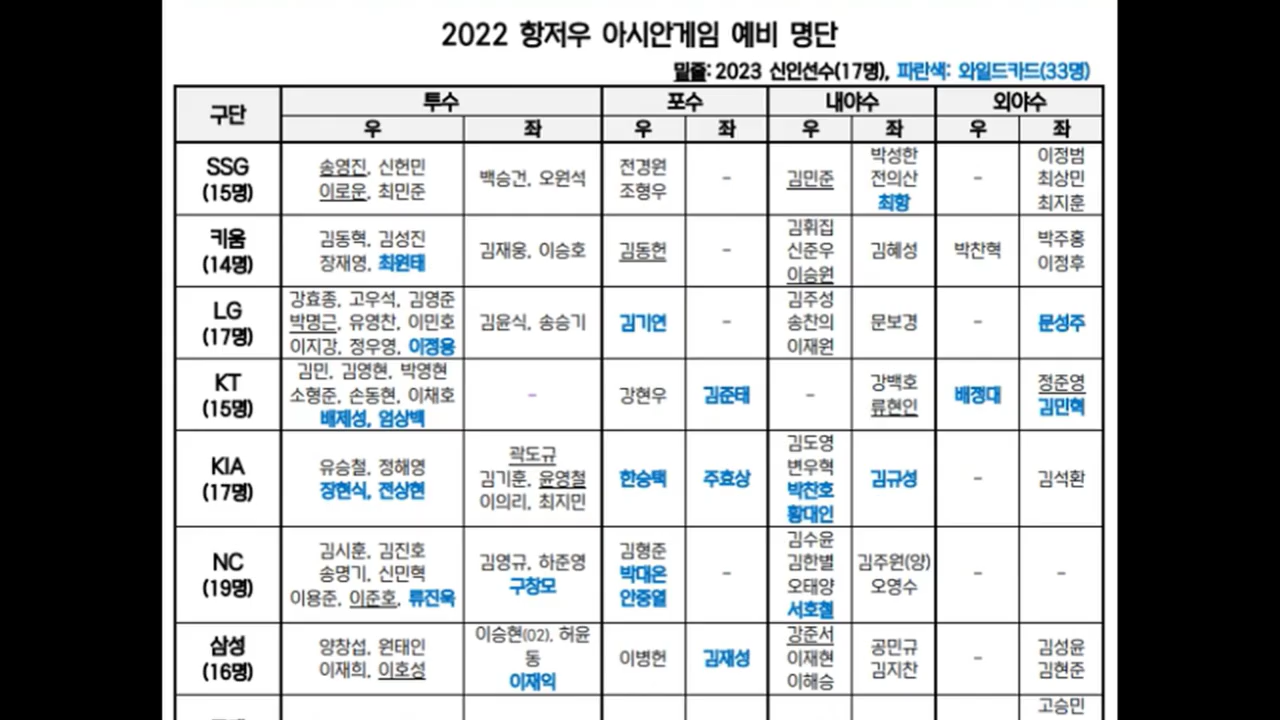 2022 항저우 아시안게임 예비 명단
밑줄: 2023 신인선수(17명), 파란색: 와일드카드(33명)
구단 투수 포수 내야수 외야수
우 좌 우 좌 우 좌 우 좌
SSG
(15명)
송영진, 신헌민
이로운, 최민준
백승건, 오원석
전경원
조형우
-
김민준
박성한
전의산
최항
-
이정범
최상민
최지훈
키움
(14명)
김동혁, 김성진
장재영, 최원태
김재웅, 이승호
김동헌
-
김휘집
신준우
이승원
김혜성
박찬혁
박주홍
이정후
LG
(17명)
강효종, 고우석, 김영준
박명근, 유영찬, 이민호
이지강, 정우영, 이정용
김윤식, 송승기
김기연
-
김주성
송찬의
이재원
문보경
-
문성주
KT
(15명)
김민, 김영현, 박영현
소형준, 손동현, 이채호
배제성, 엄상백
-
강현우
김준태
-
강백호
류현인
배정대
정준영
김민혁
KIA
(17명)
유승철, 정해영
장현식, 전상현
곽도규
김기훈, 윤영철
이의리, 최지민
한승택
주효상
김도영
변우혁
박찬호
황대인
김규성
-
김석환
NC
(19명)
김시훈, 김진호
송명기, 신민혁
이용준, 이준호, 류진욱
김영규, 하준영
구창모
김형준
박대온
안중열
-
김수윤
김한별
오태양
서호철
김주원(양)
오영수
-
-
삼성
(16명)
양창섭, 원태인
이재희, 이호성
이승현(02), 허윤
동
이재익
이병헌
김재성
강준서
이재현
이해승
공민규
김지찬
-
김성윤
김현준
고승민